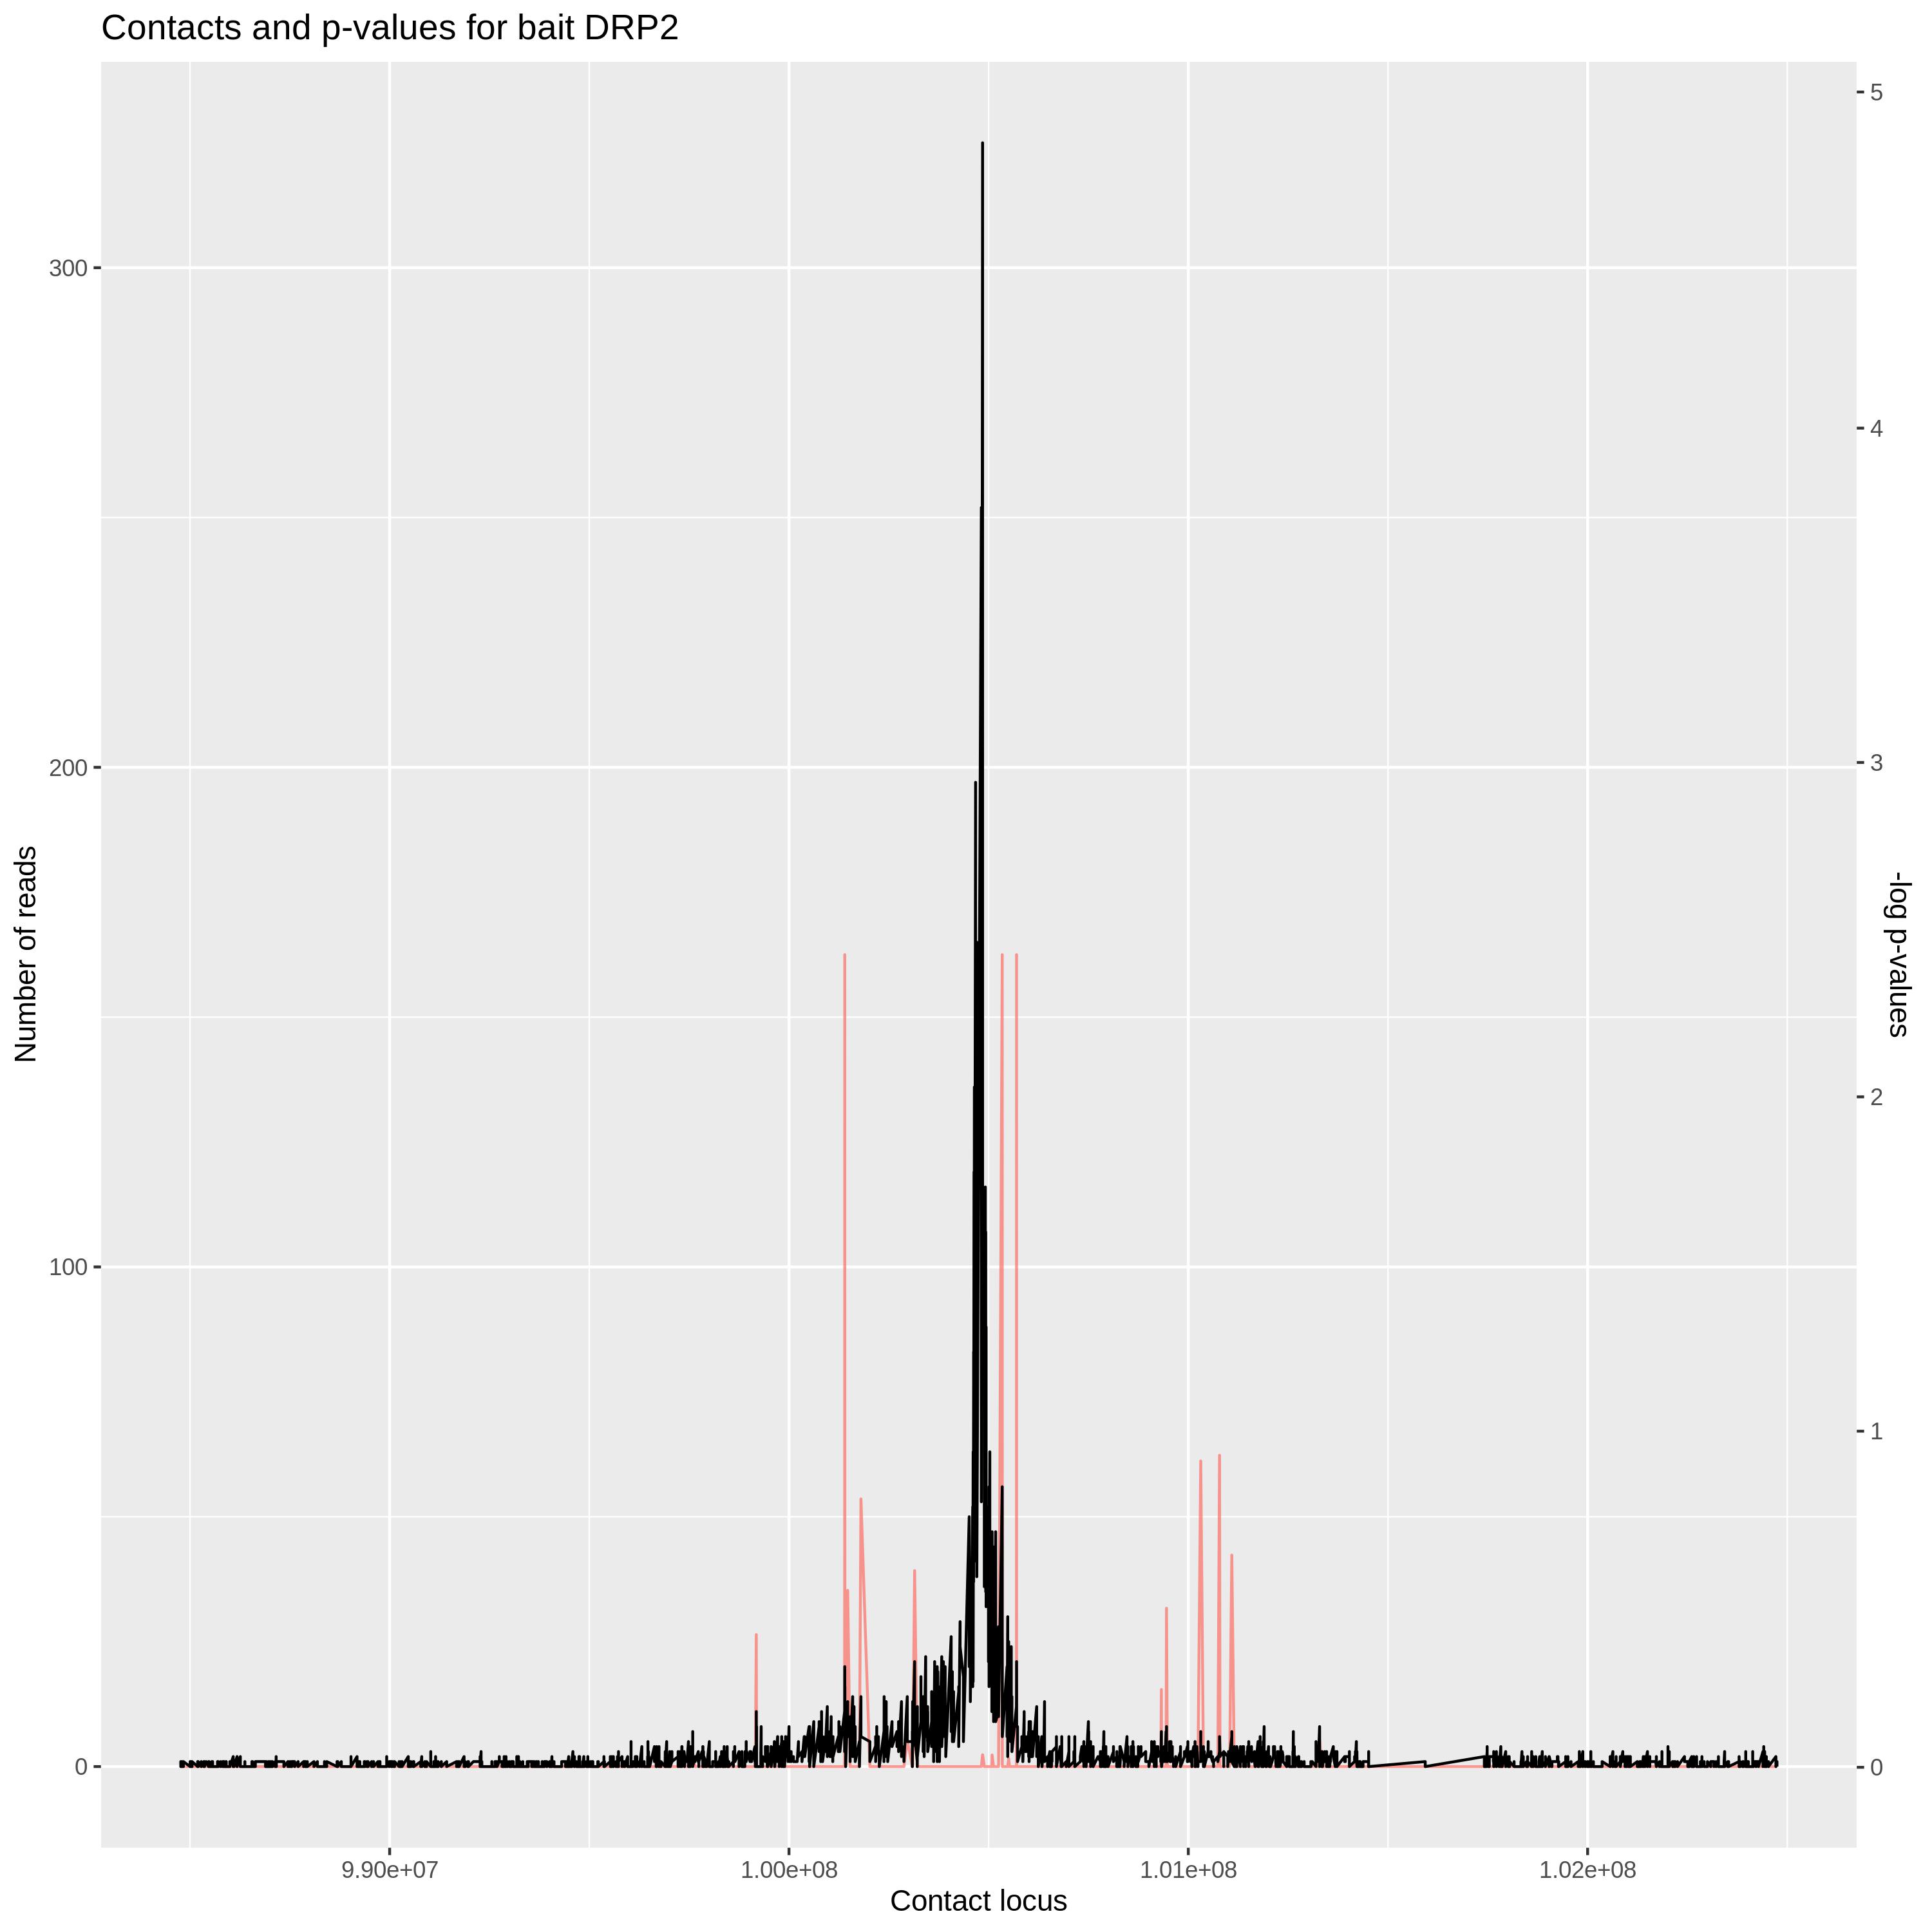 Contacts and p-values for bait DRP2
Number of reads
300
200
100
0
5
4
3
2
1
0
-log p-values
9.90e+07
1.00e+08
1.01e+08
1.02e+08
Contact locus